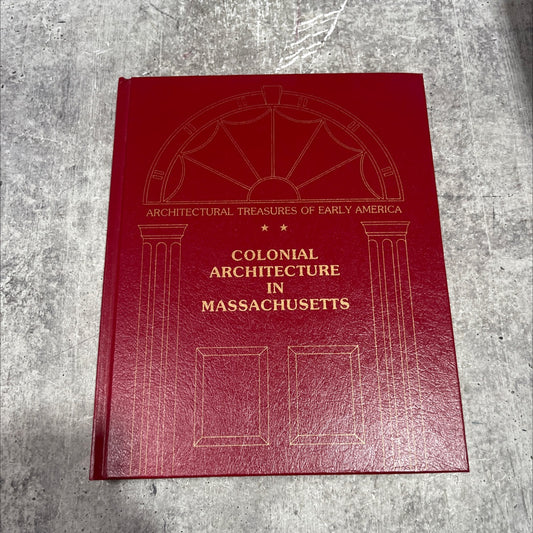 ARCHITECTURAL TREASURES OF EARLY AMERICA
★ ★
COLONIAL
ARCHITECTURE
IN
MASSACHUSETTS